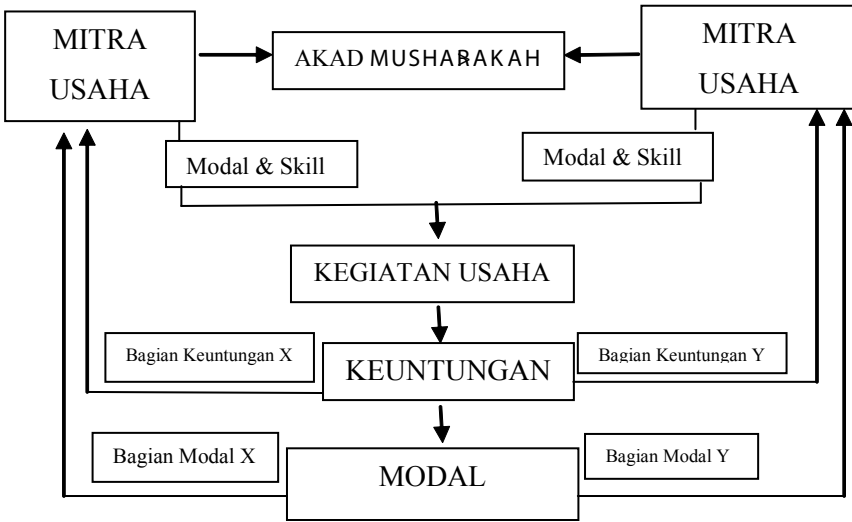 MITRA
USAHA
AKAD MUSHARAKAH
MITRA
USAHA
Modal & Skill
Modal & Skill
KEGIATAN USAHA
Bagian Keuntungan X
KEUNTUNGAN
Bagian Keuntungan Y
Bagian Modal X
MODAL
Bagian Modal Y